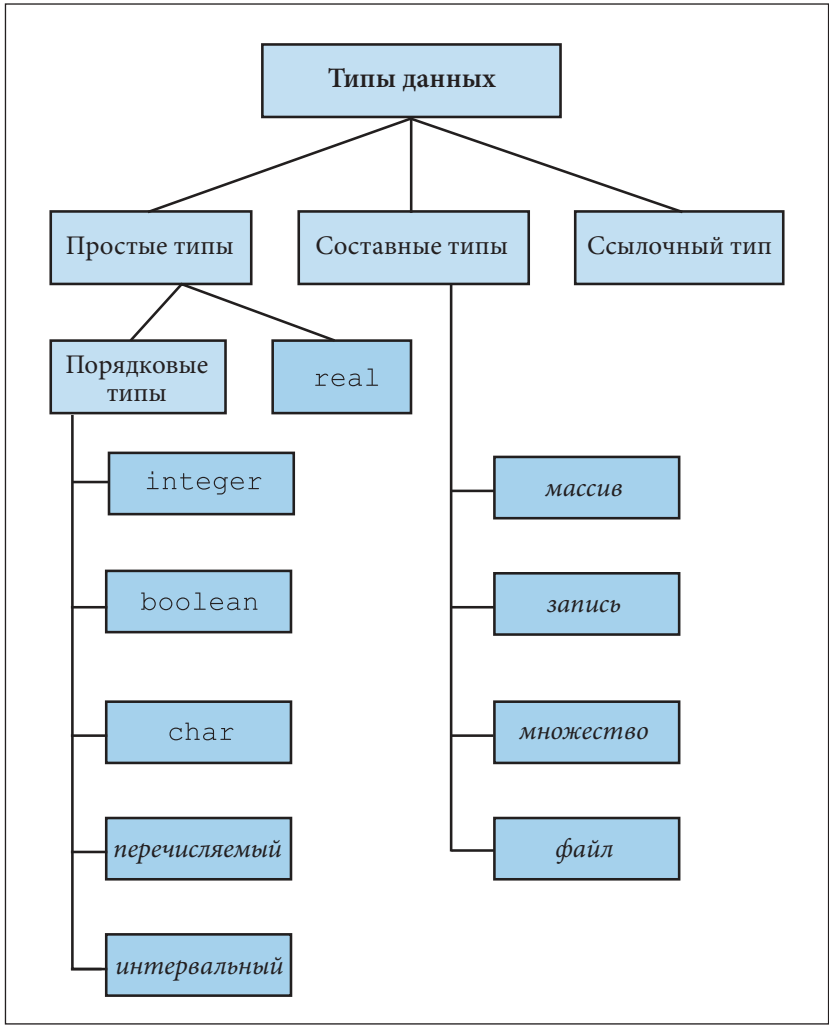 Типы данных
Простые типы
Составные типы
Ссылочный тип
Порядковые
типы
real
integer
boolean
char
перечисляемый
интервальный
массив
запись
множество
файл